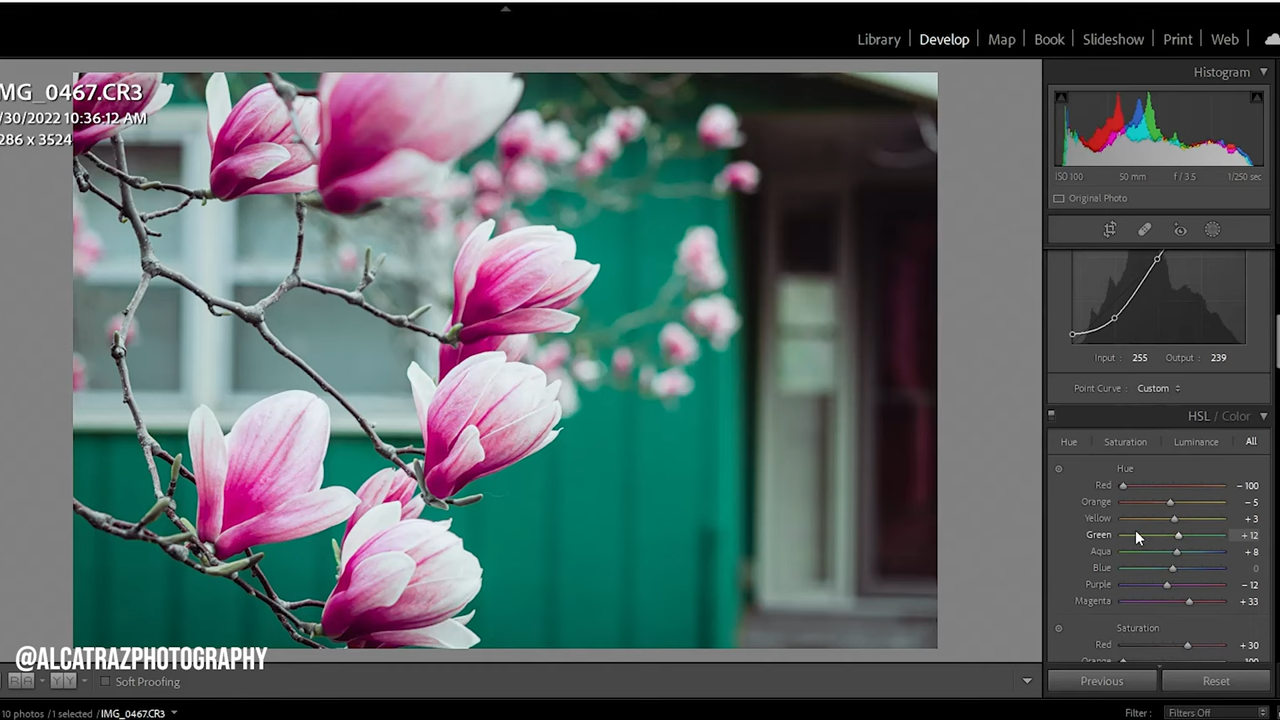 Library | Develop | Map | Book | Slideshow | Print | Web |
MG_0467.CR3
/30/2022 10:36:12 AM
286 x 3524
Histogram
ISO 100 50 mm f / 3.5 1/250 sec
Original Photo
Input : 255 Output : 239
Point Curve : Custom
HSL / Color
Hue Saturation Luminance All
Hue
Red - 100
Orange - 5
Yellow + 3
Green + 12
Aqua + 8
Blue 0
Purple - 12
Magenta + 33
Saturation
Red + 30
Orange - 100
@ALCATRAZPHOTOGRAPHY
R A Y Y Soft Proofing
Previous Reset
10 photos / 1 selected / IMG_0467.CR3
Filter : Filters Off